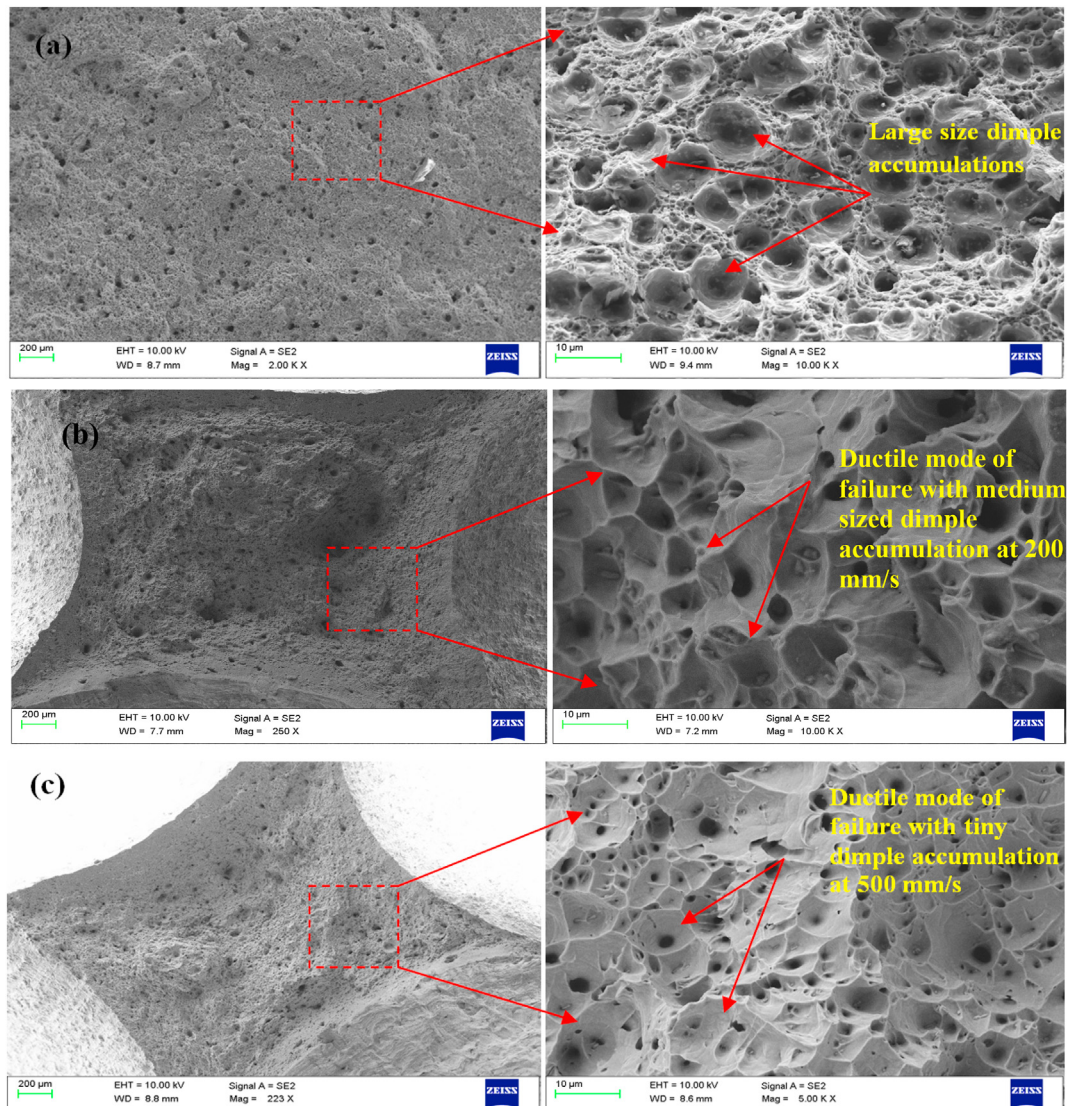 (a)
Large size dimple
accumulations
200 µm
EHT = 10.00 kV
Signal A = SE2
WD = 8.7 mm
Mag = 2.00 K X
ZEISS
10 µm
EHT = 10.00 kV
Signal A = SE2
WD = 9.4 mm
Mag = 10.00 K X
ZEISS
(b)
Ductile mode of
failure with medium
sized dimple
accumulation at 200
mm/s
200 µm
EHT = 10.00 kV
Signal A = SE2
WD = 7.7 mm
Mag = 250 X
ZEISS
10 µm
EHT = 10.00 kV
Signal A = SE2
WD = 7.2 mm
Mag = 10.00 K X
ZEISS
(c)
Ductile mode of
failure with tiny
dimple accumulation
at 500 mm/s
200 µm
EHT = 10.00 kV
Signal A = SE2
WD = 8.8 mm
Mag = 223 X
ZEISS
10 µm
EHT = 10.00 kV
Signal A = SE2
WD = 8.6 mm
Mag = 5.00 K X
ZEISS